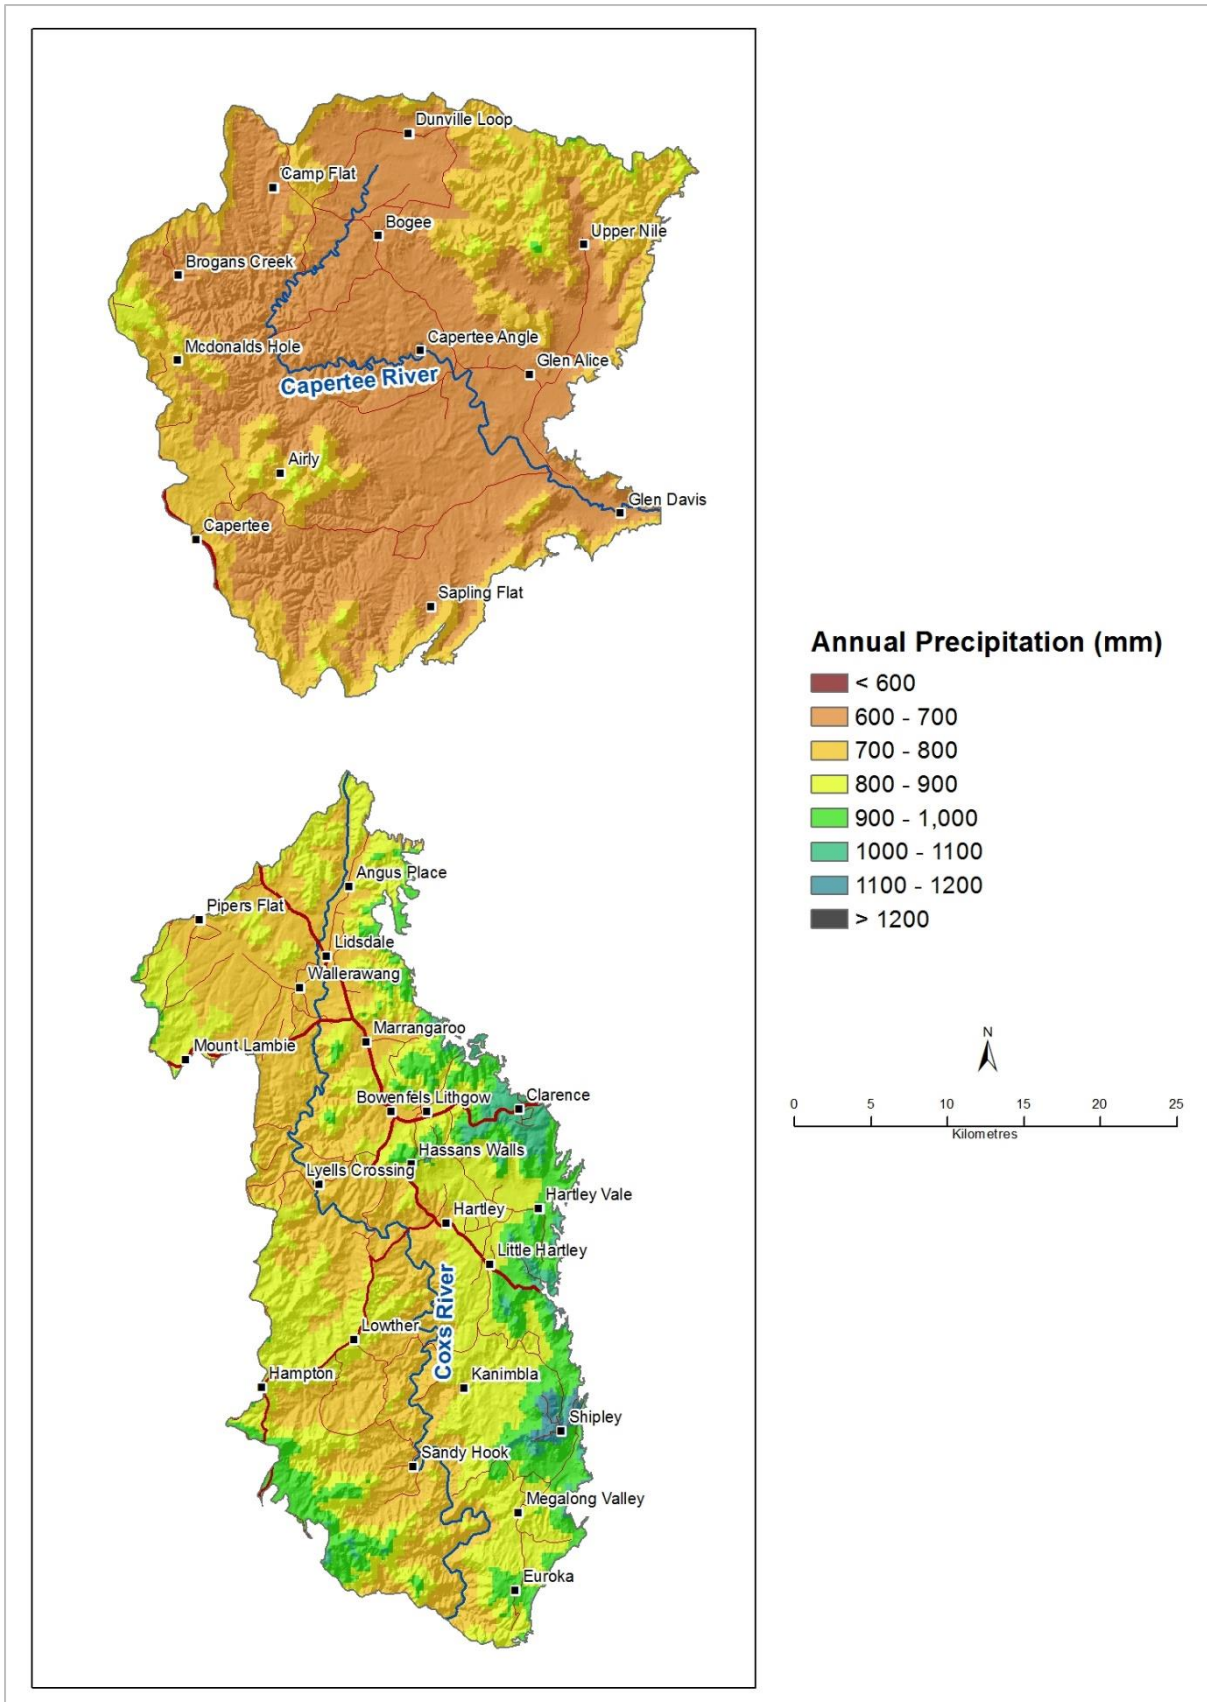 Dunville Loop
Camp Flat
Bogee
Upper Nile
Brogans Creek
Capertee Angle
Mcdonalds Hole
Glen Alice
Capertee River
Airly
Glen Davis
Capertee
Sapling Flat
Annual Precipitation (mm)
< 600
600 - 700
700 - 800
800 - 900
900 - 1,000
1000 - 1100
1100 - 1200
> 1200
Angus Place
Pipers Flat
Lidsdale
Wallerawang
Marrangaroo
Mount Lambie
Bowenfels Lithgow
Clarence
Hassans Walls
Lyells Crossing
Hartley Vale
Hartley
Little Hartley
Coxs River
Lowther
Hampton
Kanimbla
Shipley
Sandy Hook
Megalong Valley
Euroka
N
0 5 10 15 20 25
Kilometres